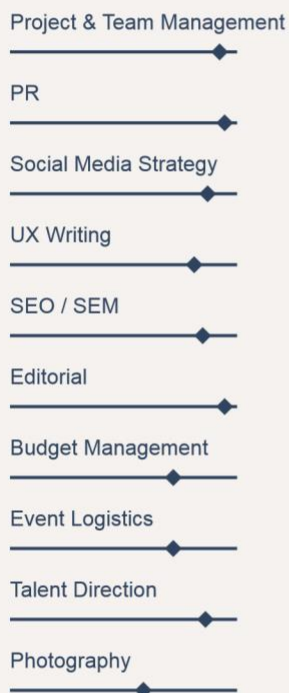 Project & Team Management
PR
Social Media Strategy
UX Writing
SEO / SEM
Editorial
Budget Management
Event Logistics
Talent Direction
Photography